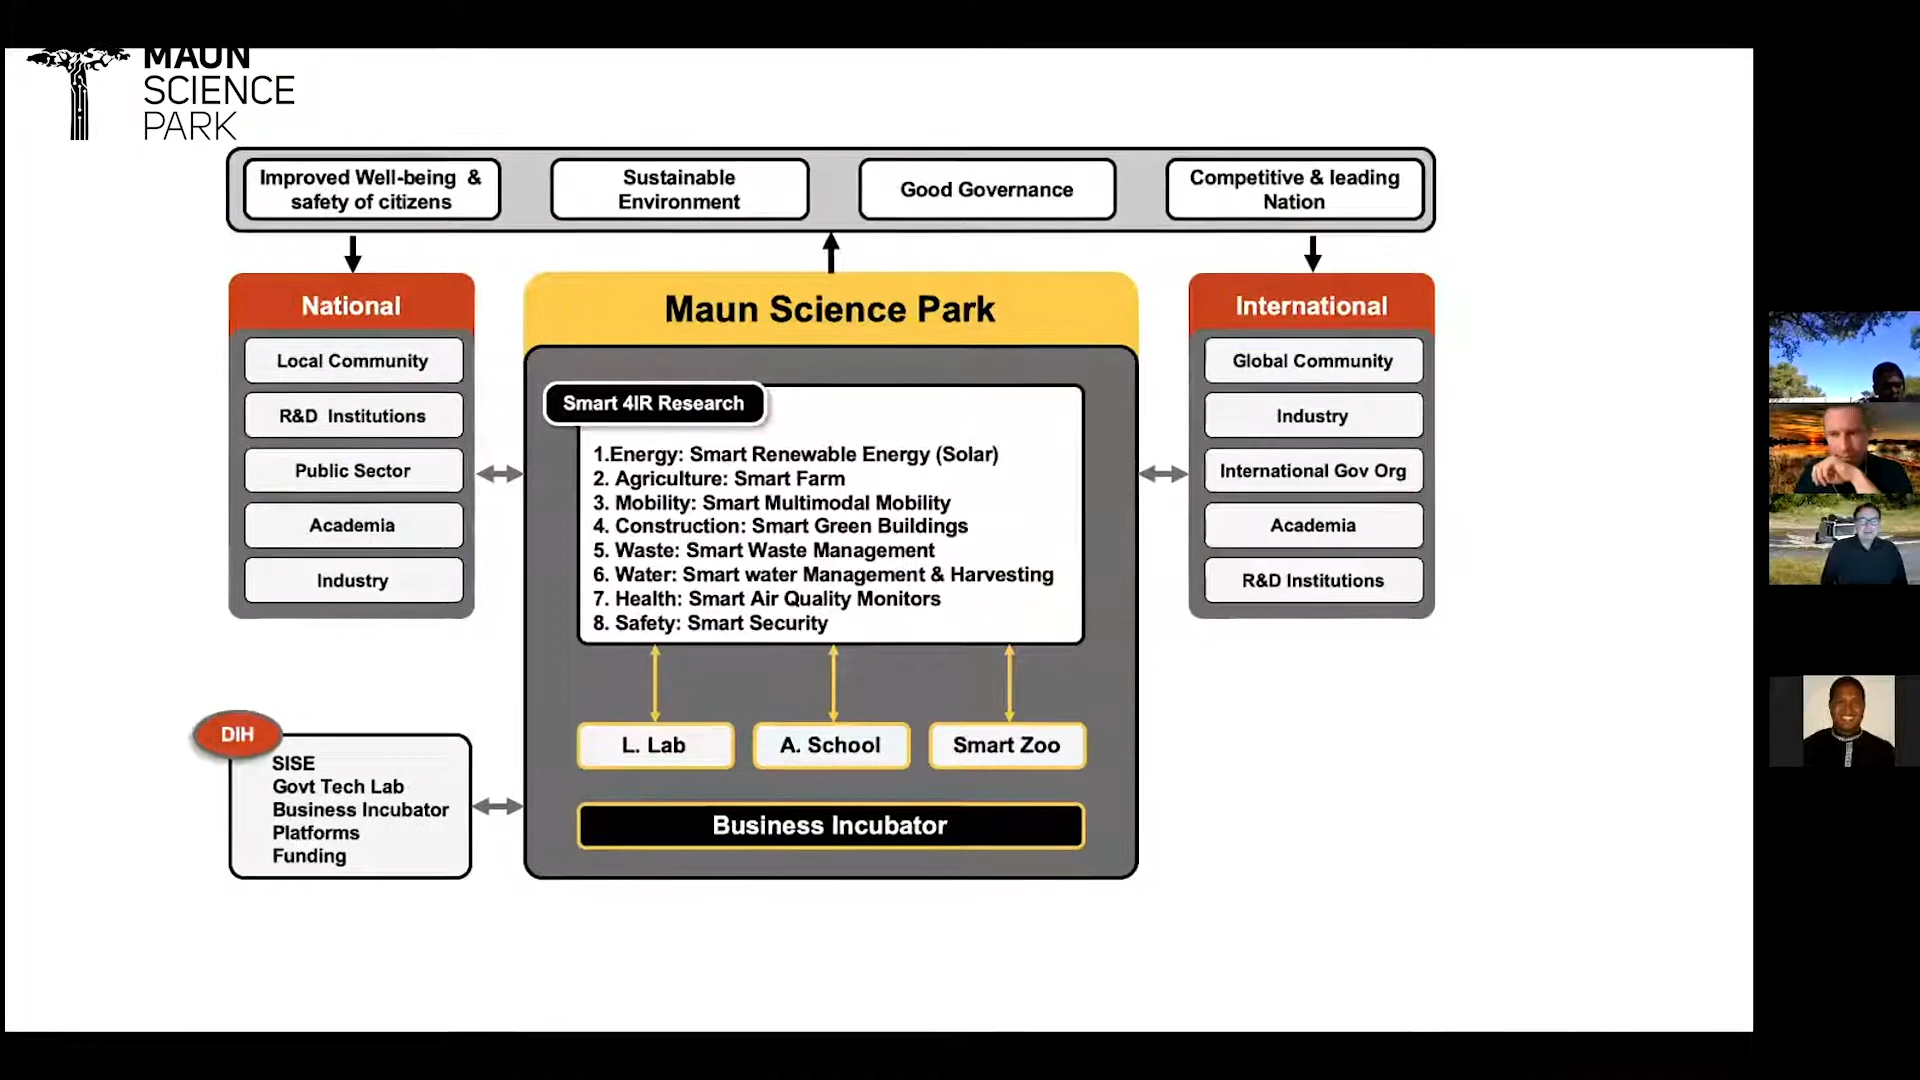 MAUN
SCIENCE
PARK
Improved Well-being &
safety of citizens
Sustainable
Environment
Good Governance
Competitive & leading
Nation
National
Local Community
R&D Institutions
Public Sector
Academia
Industry
Maun Science Park
Smart 4IR Research
1.Energy: Smart Renewable Energy (Solar)
2. Agriculture: Smart Farm
3. Mobility: Smart Multimodal Mobility
4. Construction: Smart Green Buildings
5. Waste: Smart Waste Management
6. Water: Smart water Management & Harvesting
7. Health: Smart Air Quality Monitors
8. Safety: Smart Security
L. Lab
A. School
Smart Zoo
Business Incubator
International
Global Community
Industry
International Gov Org
Academia
R&D Institutions
DIH
SISE
Govt Tech Lab
Business Incubator
Platforms
Funding